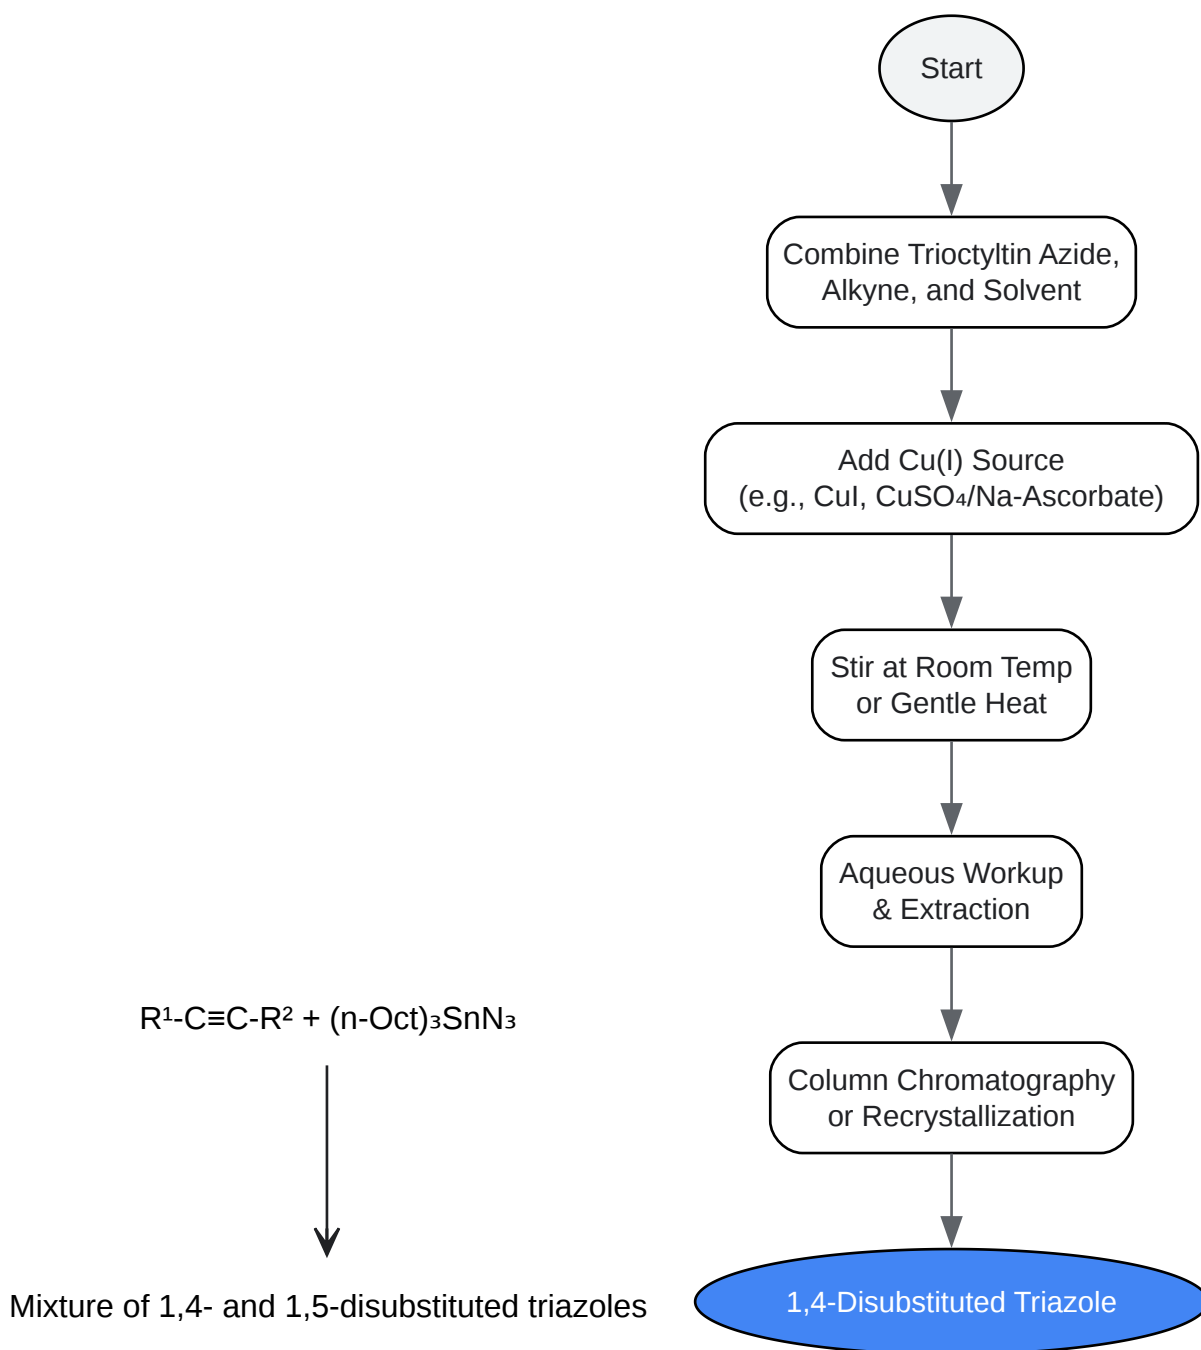 Start
Combine Trioctyltin Azide,
Alkyne, and Solvent
Add Cu(I) Source
(e.g., CuI, CuSO₄/Na-Ascorbate)
Stir at Room Temp
or Gentle Heat
Aqueous Workup
& Extraction
Column Chromatography
or Recrystallization
1,4-Disubstituted Triazole
R¹-C≡C-R² + (n-Oct)₃SnN₃
Mixture of 1,4- and 1,5-disubstituted triazoles